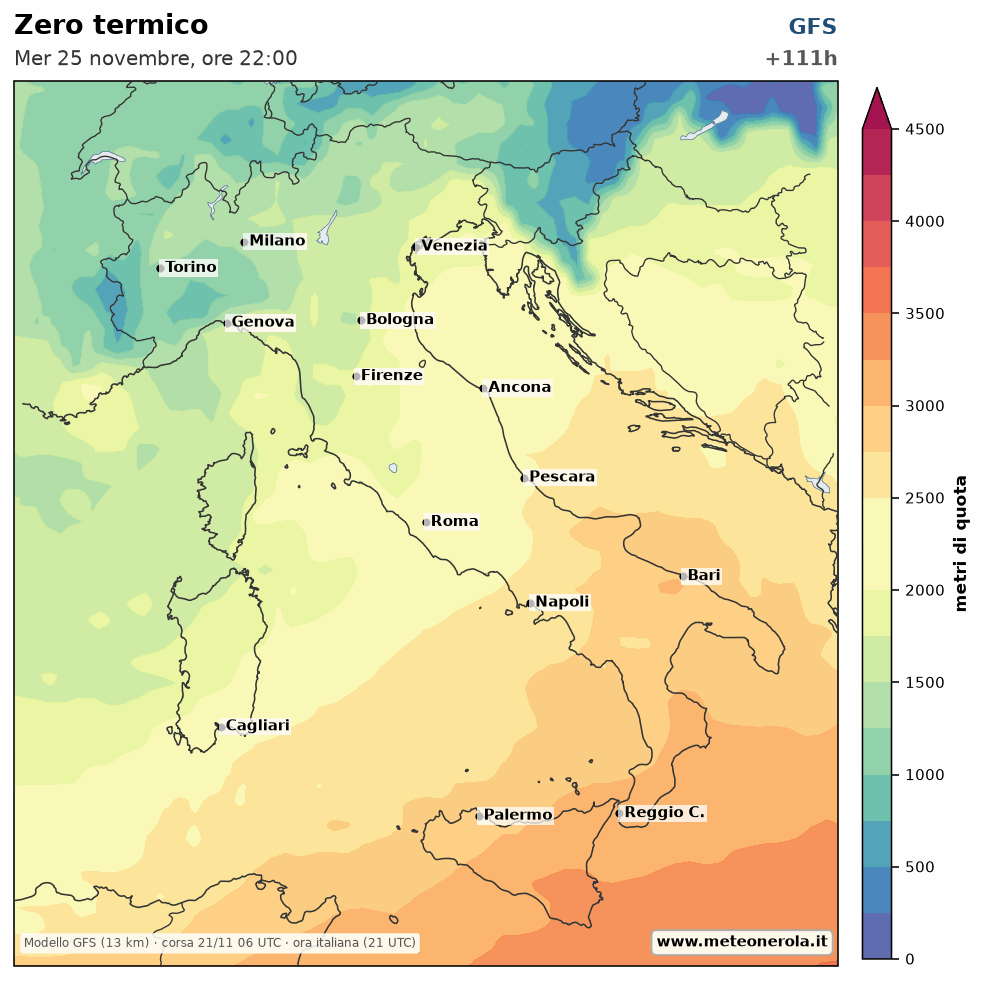 Zero termico
GFS
Mer 25 novembre, ore 22:00
+111h
Milano
Venezia
Torino
Genova
Bologna
Firenze
Ancona
Pescara
Roma
Bari
Napoli
Cagliari
Palermo
Reggio C.
Modello GFS (13 km) · corsa 21/11 06 UTC · ora italiana (21 UTC)
www.meteonerola.it
4500
4000
3500
3000
2500
2000
1500
1000
500
0
metri di quota